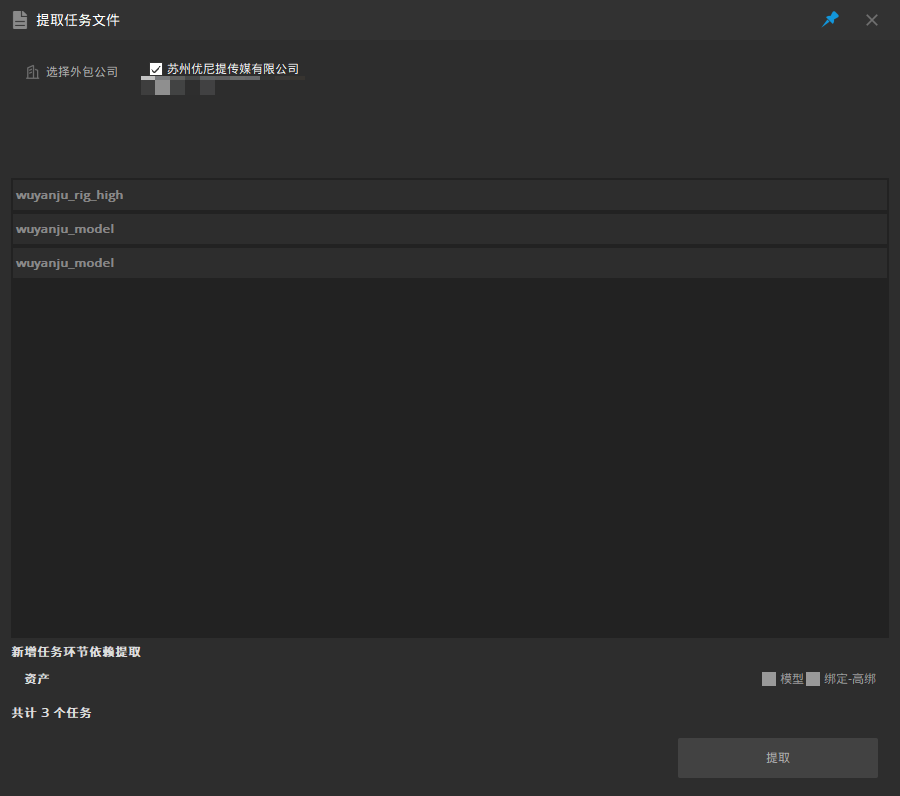 提取任务文件
选择外包公司
苏州优尼提传媒有限公司
wuyanju_rig_high
wuyanju_model
wuyanju_model
新增任务环节依赖提取
资产
模型 绑定-高绑
共计 3 个任务
提取